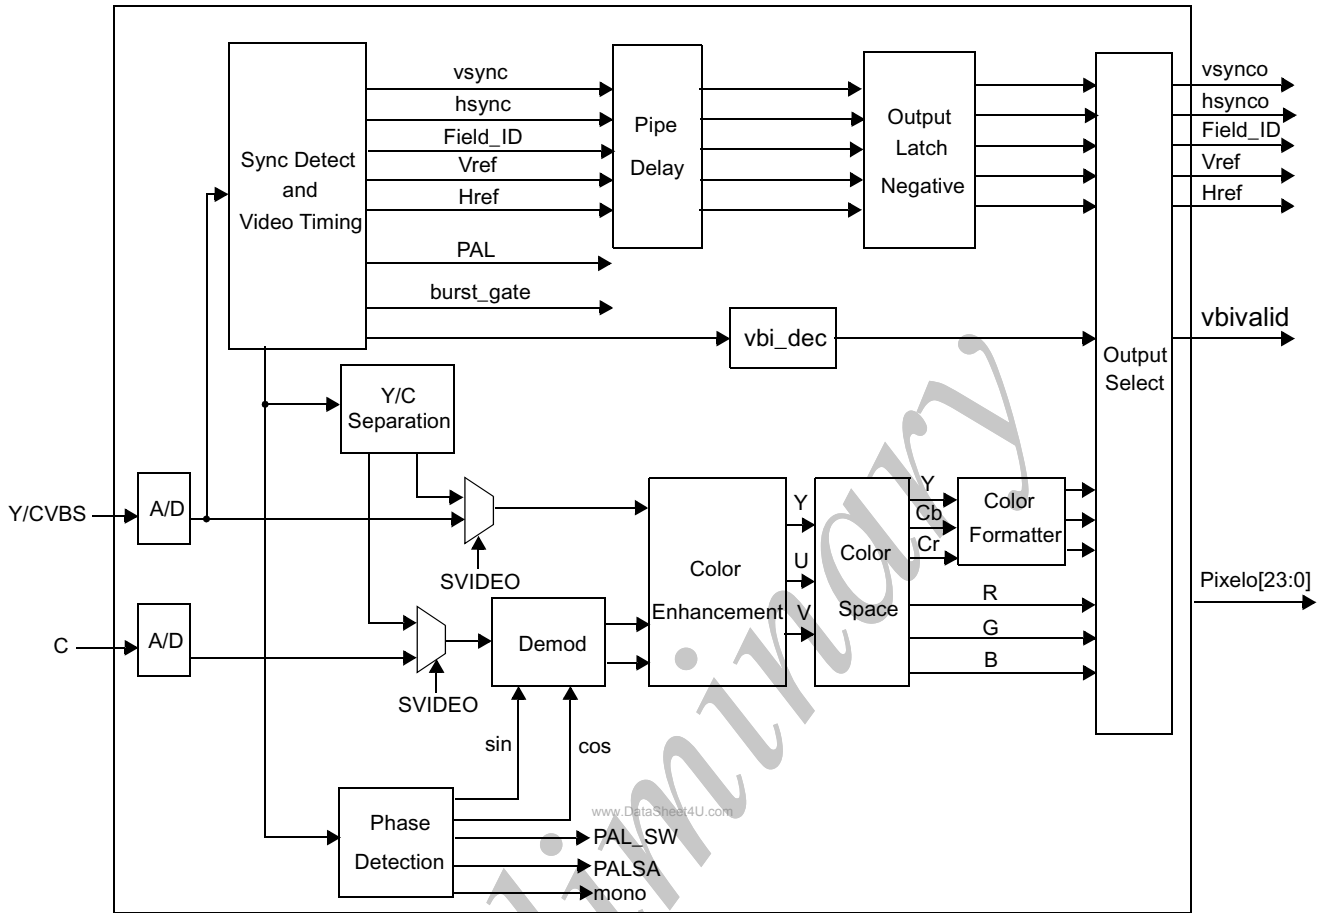 vsync
hsync
Field_ID
Vref
Href
PAL
burst_gate
Sync Detect
and
Video Timing
Pipe
Delay
Output
Latch
Negative
vsynco
hsynco
Field_ID
Vref
Href
vbivalid
vbi_dec
Output
Select
Y/C
Separation
Y/CVBS
A/D
SVIDEO
C
A/D
SVIDEO
Demod
Color
Enhancement
Y
U
V
Color
Space
Y
Cb
Cr
Color
Formatter
R
G
B
Pixelo[23:0]
sin
cos
Phase
Detection
PAL_SW
PALSA
mono
www.DataSheet4U.com